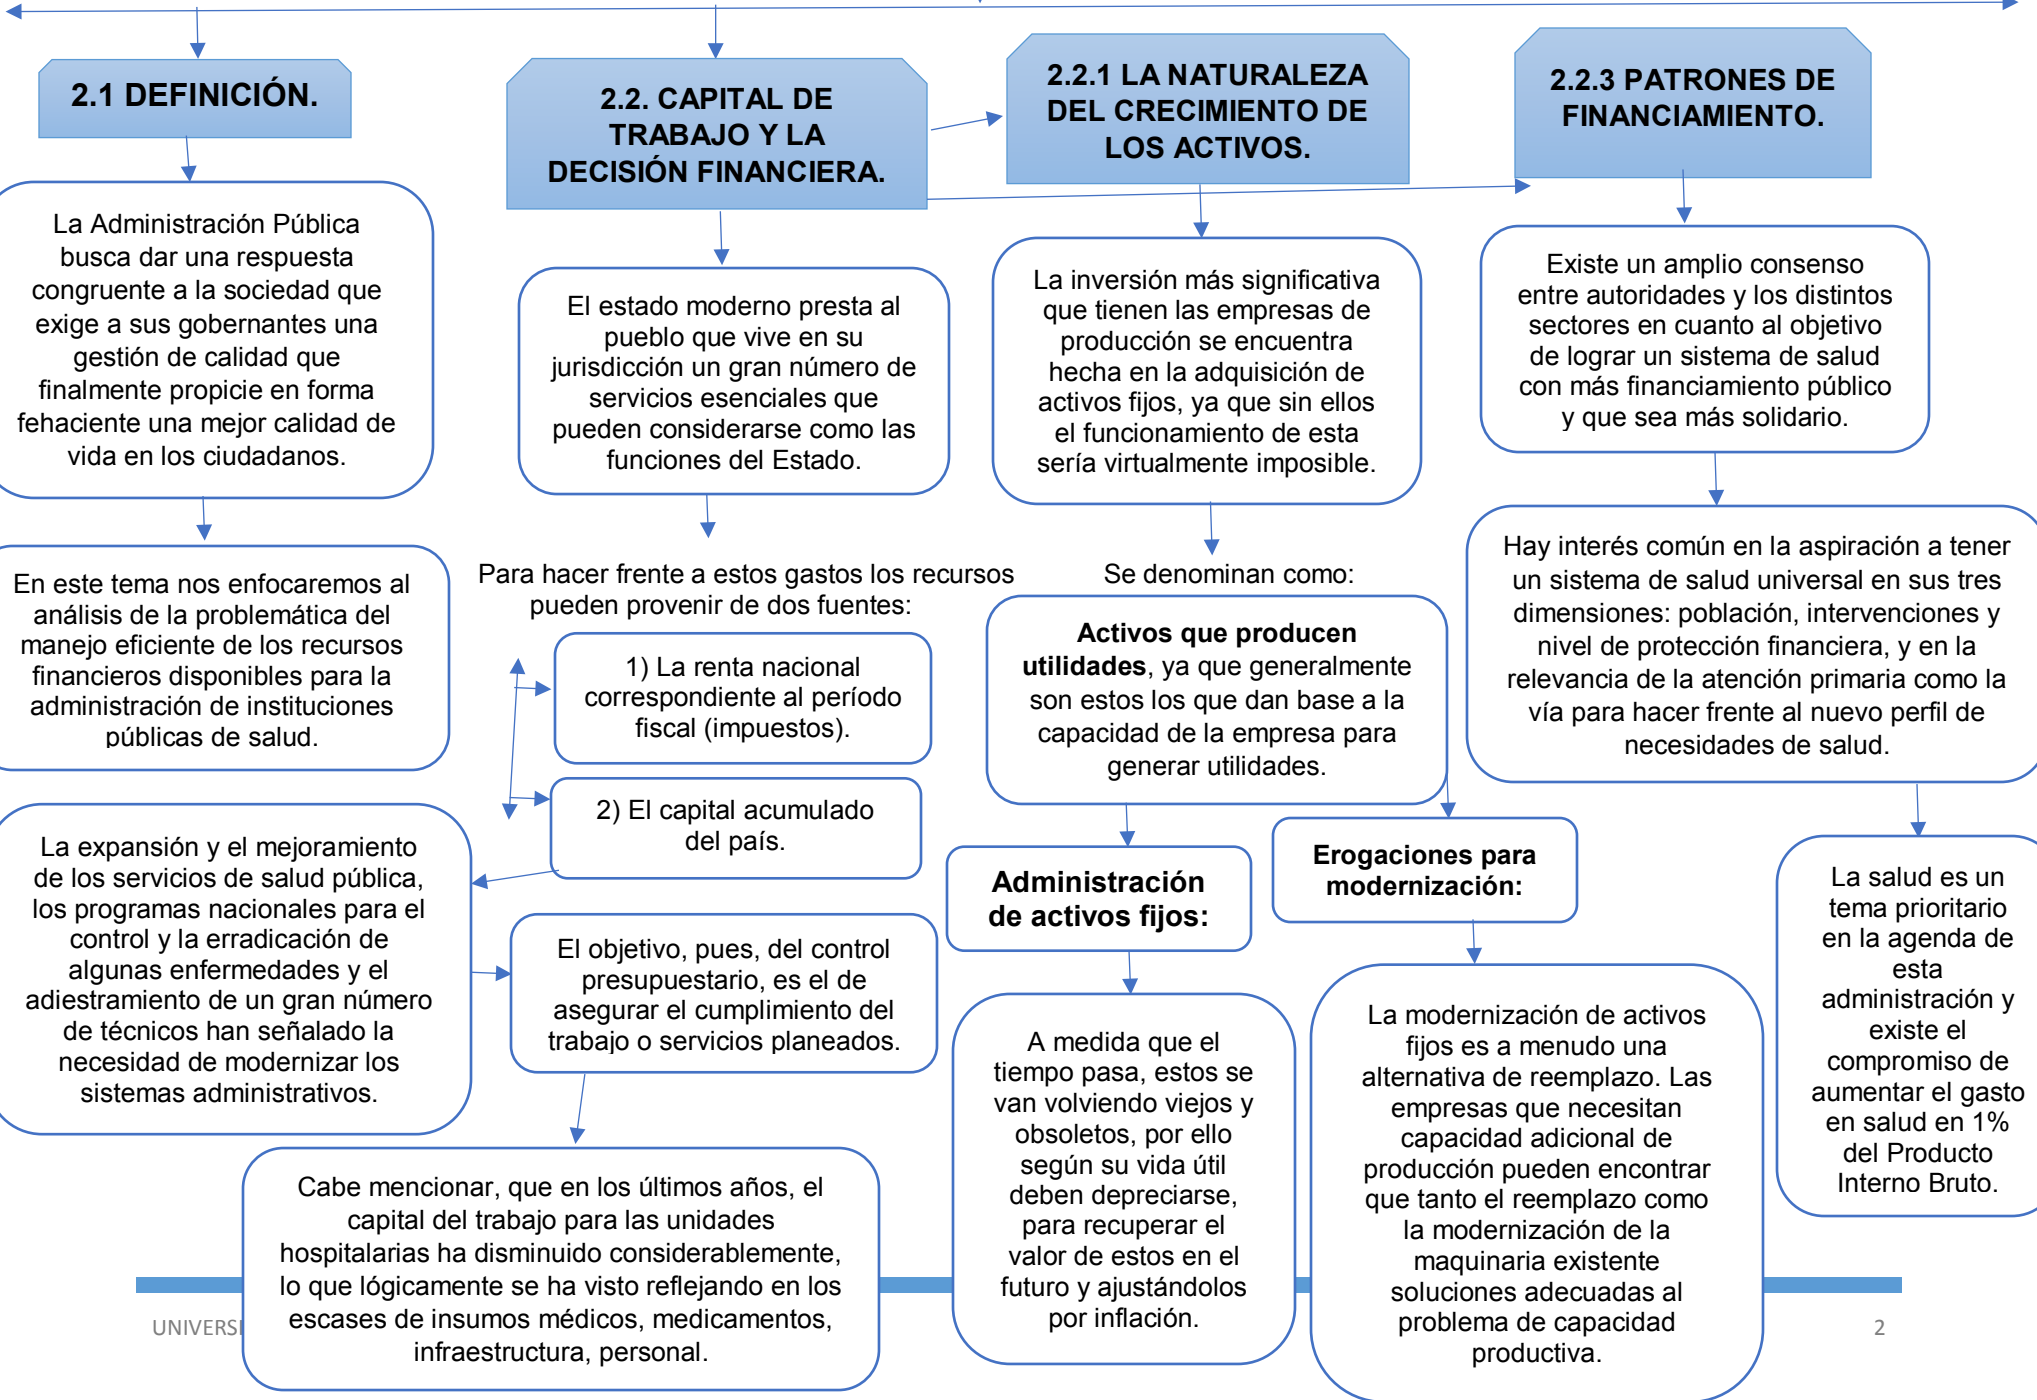 2.1 DEFINICIÓN.
La Administración Pública
busca dar una respuesta
congruente a la sociedad que
exige a sus gobernantes una
gestión de calidad que
finalmente propicie en forma
fehaciente una mejor calidad de
vida en los ciudadanos.
En este tema nos enfocaremos al
análisis de la problemática del
manejo eficiente de los recursos
financieros disponibles para la
administración de instituciones
públicas de salud.
2.2. CAPITAL DE
TRABAJO Y LA
DECISIÓN FINANCIERA.
El estado moderno presta al
pueblo que vive en su
jurisdicción un gran número de
servicios esenciales que
pueden considerarse como las
funciones del Estado.
Para hacer frente a estos gastos los recursos
pueden provenir de dos fuentes:
1) La renta nacional
correspondiente al período
fiscal (impuestos).
2) El capital acumulado
del país.
La expansión y el mejoramiento
de los servicios de salud pública,
los programas nacionales para el
control y la erradicación de
algunas enfermedades y el
adiestramiento de un gran número
de técnicos han señalado la
necesidad de modernizar los
sistemas administrativos.
El objetivo, pues, del control
presupuestario, es el de
asegurar el cumplimiento del
trabajo o servicios planeados.
Cabe mencionar, que en los últimos años, el
capital del trabajo para las unidades
hospitalarias ha disminuido considerablemente,
lo que lógicamente se ha visto reflejando en los
escases de insumos médicos, medicamentos,
infraestructura, personal.
2.2.1 LA NATURALEZA
DEL CRECIMIENTO DE
LOS ACTIVOS.
La inversión más significativa
que tienen las empresas de
producción se encuentra
hecha en la adquisición de
activos fijos, ya que sin ellos
el funcionamiento de esta
sería virtualmente imposible.
Se denominan como:
Activos que producen
utilidades, ya que generalmente
son estos los que dan base a la
capacidad de la empresa para
generar utilidades.
Administración
de activos fijos:
A medida que el
tiempo pasa, estos se
van volviendo viejos y
obsoletos, por ello
según su vida útil
deben depreciarse,
para recuperar el
valor de estos en el
futuro y ajustándolos
por inflación.
Erogaciones para
modernización:
La modernización de activos
fijos es a menudo una
alternativa de reemplazo. Las
empresas que necesitan
capacidad adicional de
producción pueden encontrar
que tanto el reemplazo como
la modernización de la
maquinaria existente
soluciones adecuadas al
problema de capacidad
productiva.
2.2.3 PATRONES DE
FINANCIAMIENTO.
Existe un amplio consenso
entre autoridades y los distintos
sectores en cuanto al objetivo
de lograr un sistema de salud
con más financiamiento público
y que sea más solidario.
Hay interés común en la aspiración a tener
un sistema de salud universal en sus tres
dimensiones: población, intervenciones y
nivel de protección financiera, y en la
relevancia de la atención primaria como la
vía para hacer frente al nuevo perfil de
necesidades de salud.
La salud es un
tema prioritario
en la agenda de
esta
administración y
existe el
compromiso de
aumentar el gasto
en salud en 1%
del Producto
Interno Bruto.
2